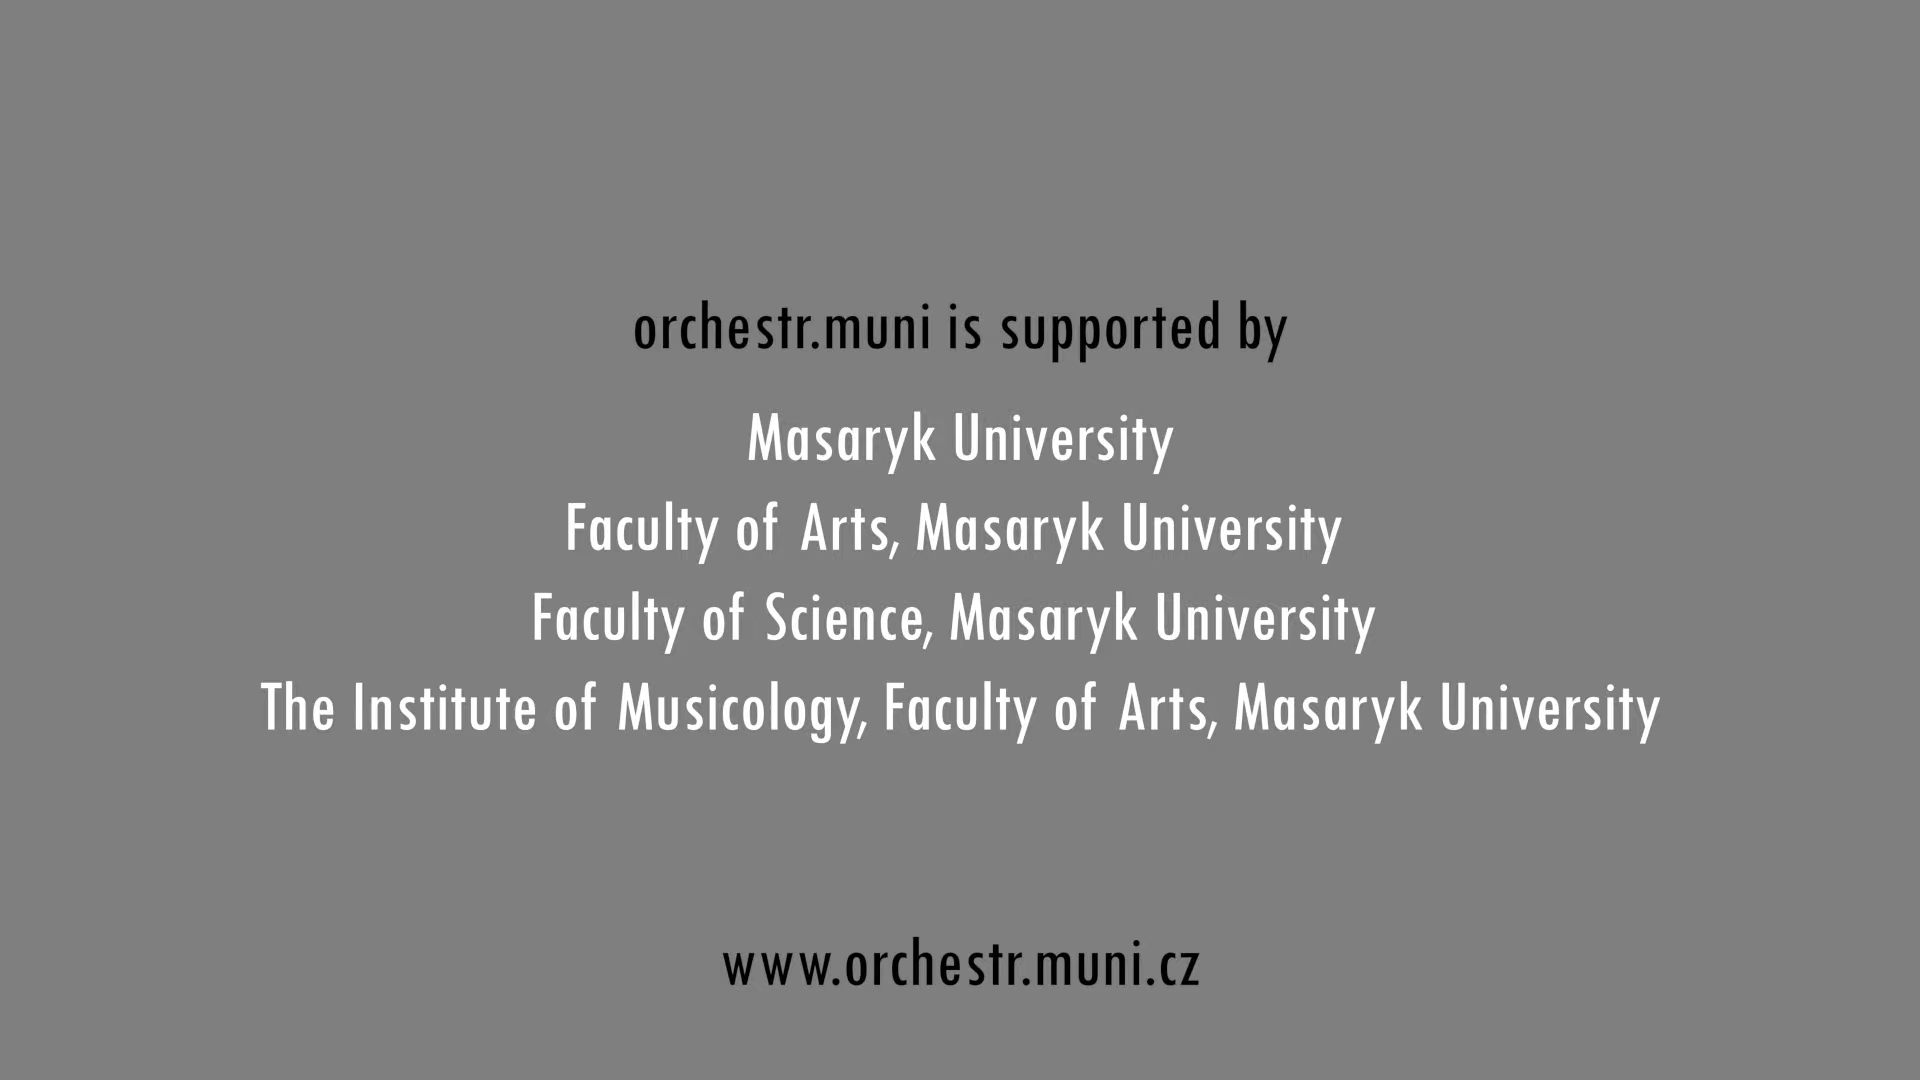 orchestr.muni is supported by
Masaryk University
Faculty of Arts, Masaryk University
Faculty of Science, Masaryk University
The Institute of Musicology, Faculty of Arts, Masaryk University
www.orchestr.muni.cz